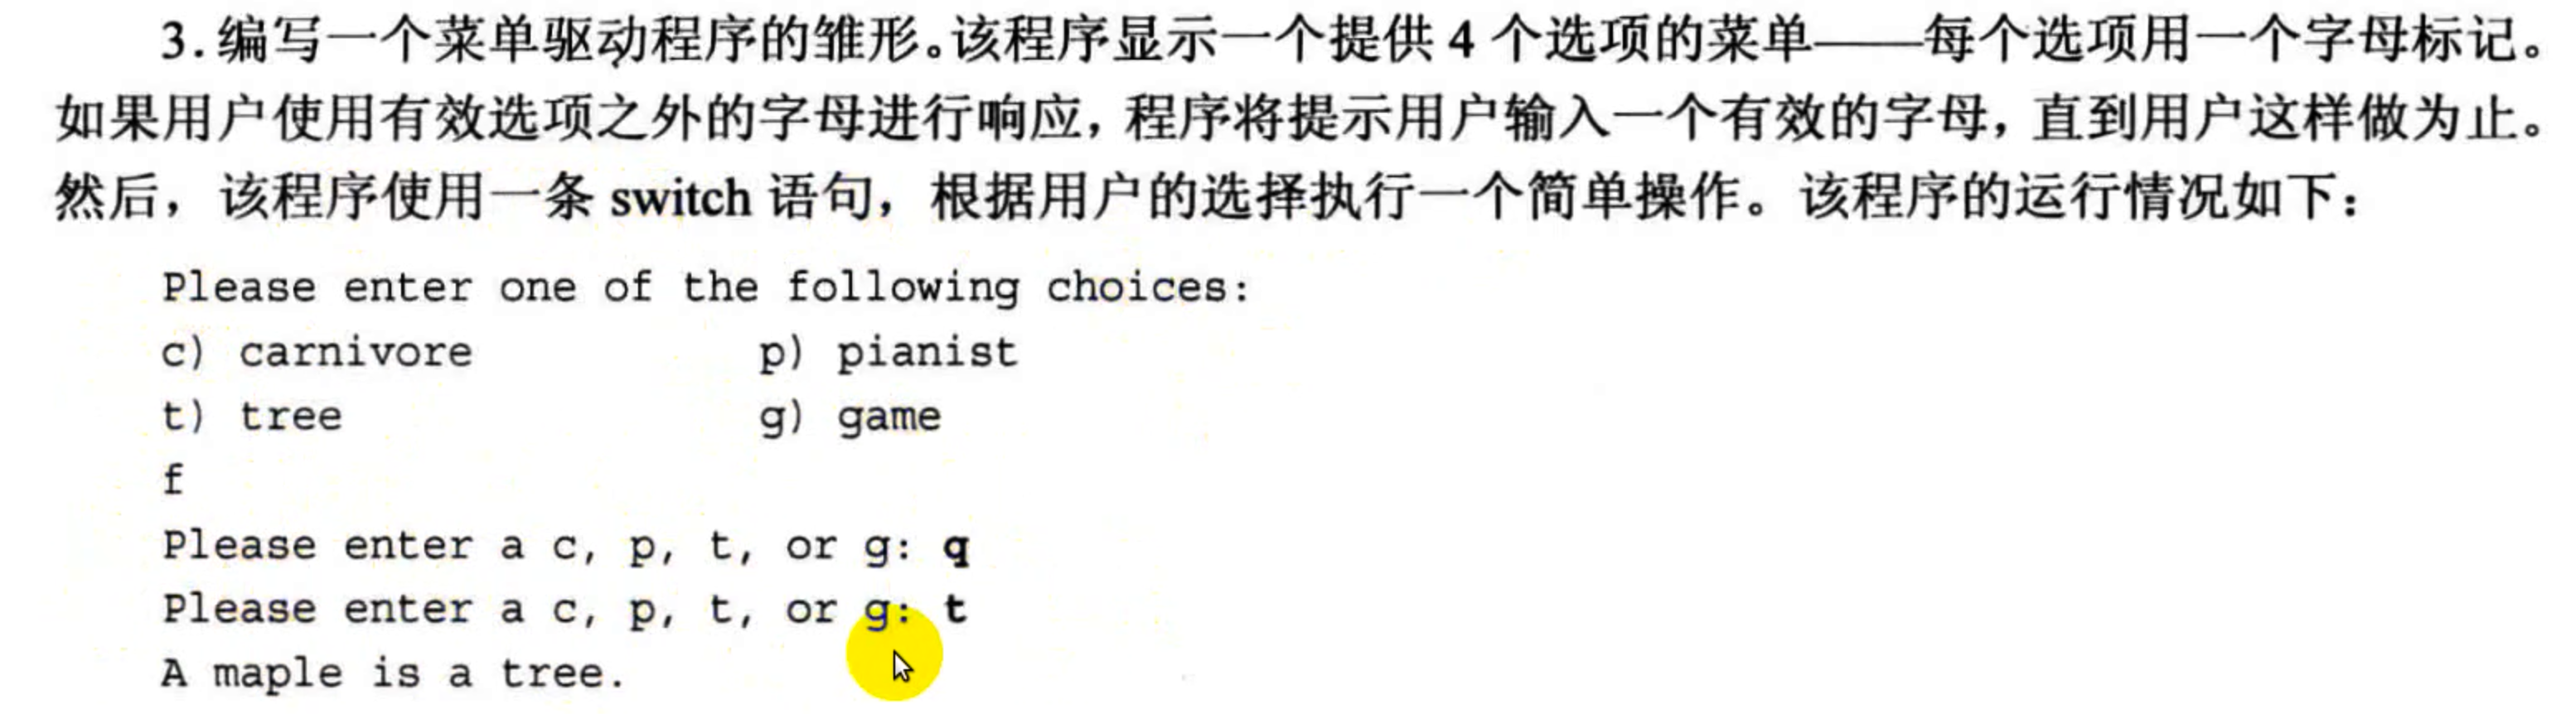 3.编写一个菜单驱动程序的雏形。该程序显示一个提供 4 个选项的菜单——每个选项用一个字母标记。
如果用户使用有效选项之外的字母进行响应，程序将提示用户输入一个有效的字母，直到用户这样做为止。
然后，该程序使用一条 switch 语句，根据用户的选择执行一个简单操作。该程序的运行情况如下：
Please enter one of the following choices:
c) carnivore p) pianist
t) tree g) game
f
Please enter a c, p, t, or g: q
Please enter a c, p, t, or g: t
A maple is a tree.